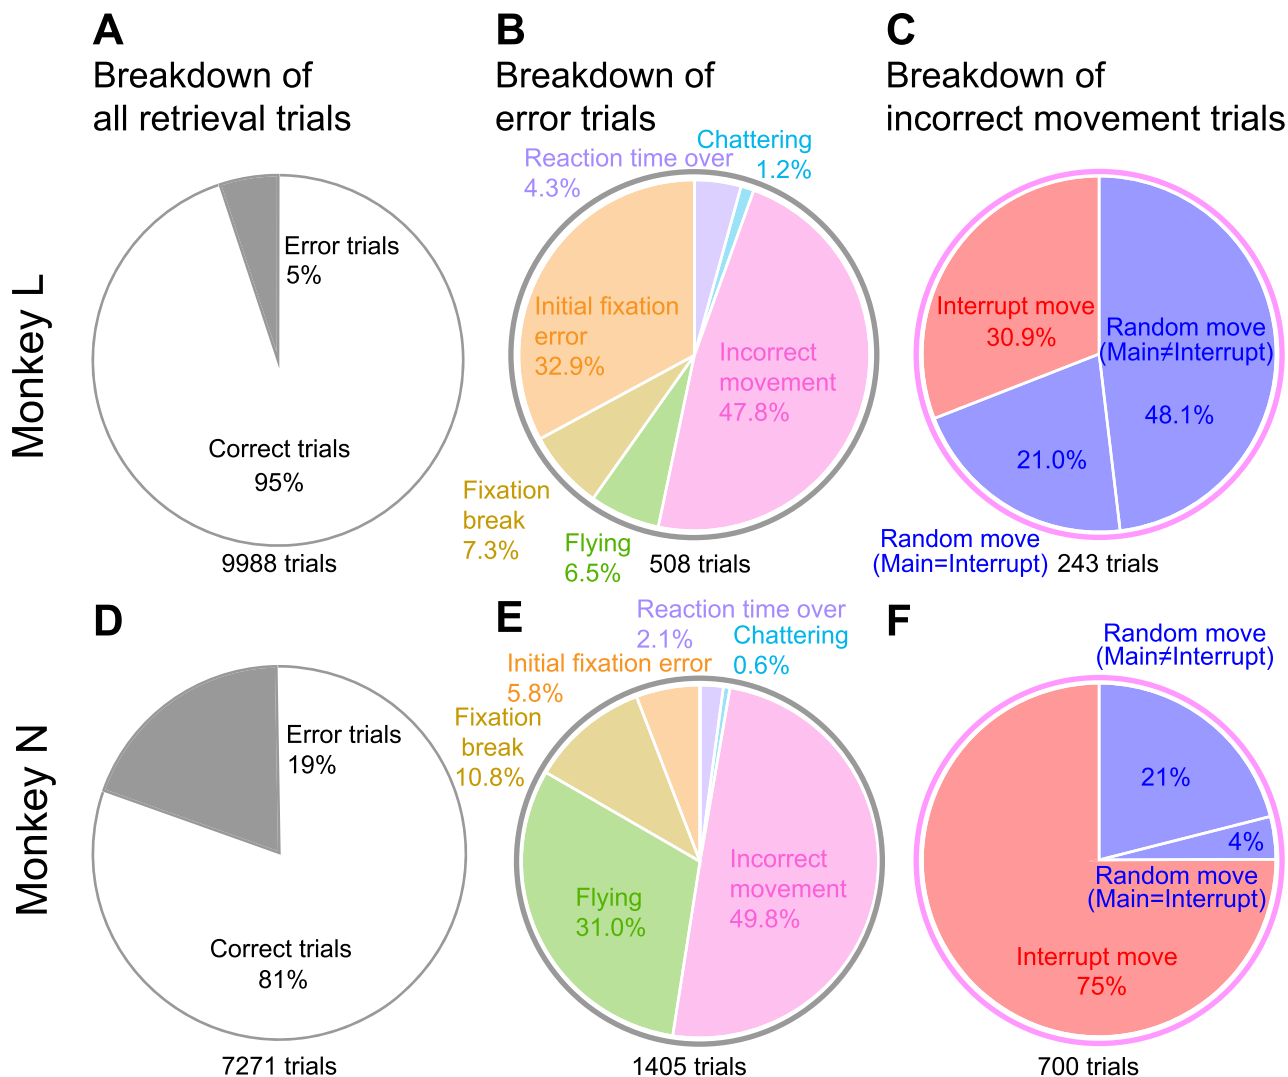 A
Breakdown of
all retrieval trials
Error trials
5%
Correct trials
95%
9988 trials
Monkey L
B
Breakdown of
error trials
Chattering
1.2%
Reaction time over
4.3%
Initial fixation
error
32.9%
Incorrect
movement
47.8%
Fixation
break
7.3%
Flying
6.5%
508 trials
C
Breakdown of
incorrect movement trials
Interrupt move
30.9%
Random move
(Main≠Interrupt)
48.1%
21.0%
Random move
(Main=Interrupt)
243 trials
D
Error trials
19%
Correct trials
81%
7271 trials
Monkey N
E
Reaction time over
2.1%
Chattering
0.6%
Initial fixation error
5.8%
Fixation
break
10.8%
Incorrect
movement
49.8%
Flying
31.0%
1405 trials
F
Random move
(Main≠Interrupt)
21%
4%
Random move
(Main=Interrupt)
Interrupt move
75%
700 trials